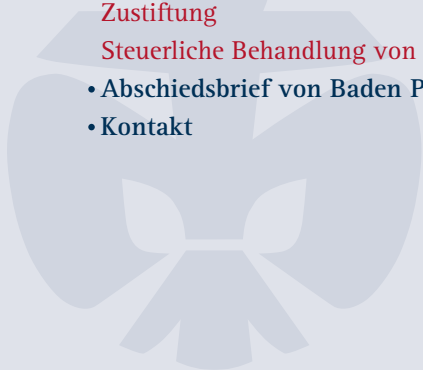 Zustiftung
Steuerliche Behandlung von
• Abschiedsbrief von Baden P
• Kontakt